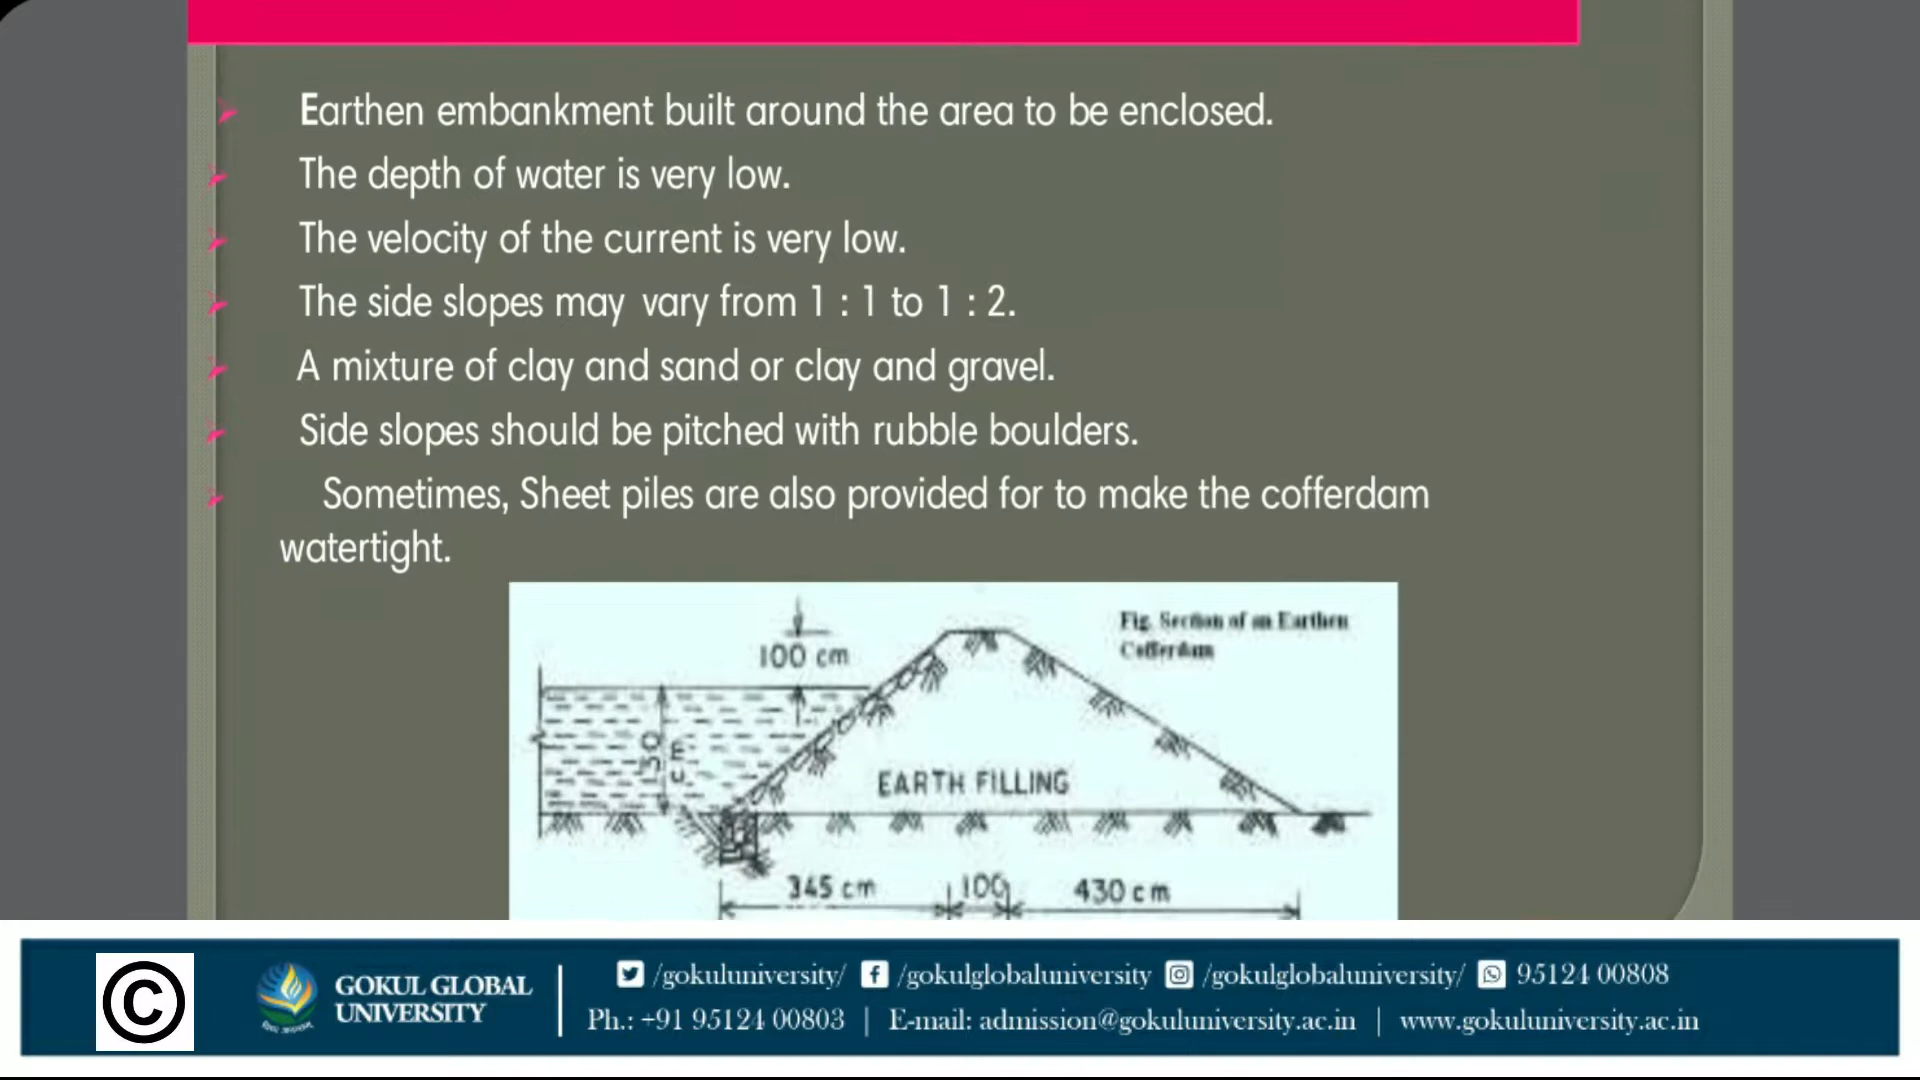 Earthen embankment built around the area to be enclosed.
The depth of water is very low.
The velocity of the current is very low.
The side slopes may vary from 1 : 1 to 1 : 2.
A mixture of clay and sand or clay and gravel.
Side slopes should be pitched with rubble boulders.
Sometimes, Sheet piles are also provided for to make the cofferdam
watertight.
Fig. Section of an Earthen
Cofferdam
100 cm
cm
EARTH FILLING
345 cm 100 430 cm
©
GOKUL GLOBAL
UNIVERSITY
/gokuluniversity/ /gokulglobaluniversity /gokulglobaluniversity/ 95124 00808
Ph.: +91 95124 00803 | E-mail: admission@gokuluniversity.ac.in | www.gokuluniversity.ac.in